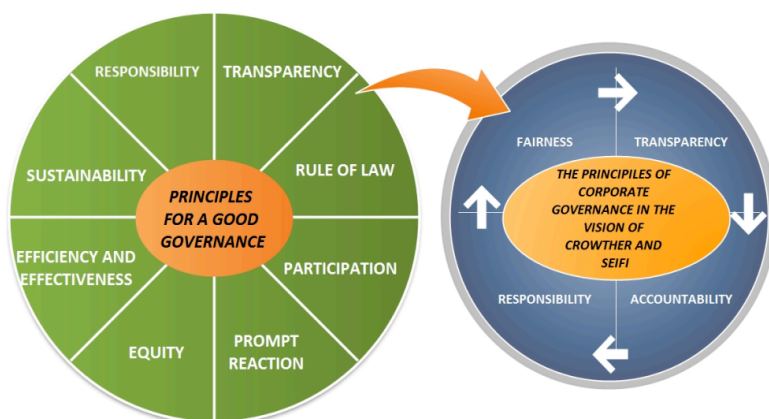 RESPONSIBILITY
TRANSPARENCY
SUSTAINABILITY
RULE OF LAW
PRINCIPLES
FOR A GOOD
GOVERNANCE
EFFICIENCY AND
EFFECTIVENESS
PARTICIPATION
EQUITY
PROMPT
REACTION
FAIRNESS
TRANSPARENCY
THE PRINCIPILES OF
CORPORATE
GOVERNANCE IN THE
VISION OF
CROWTHER AND
SEIFI
RESPONSIBILITY
ACCOUNTABILITY